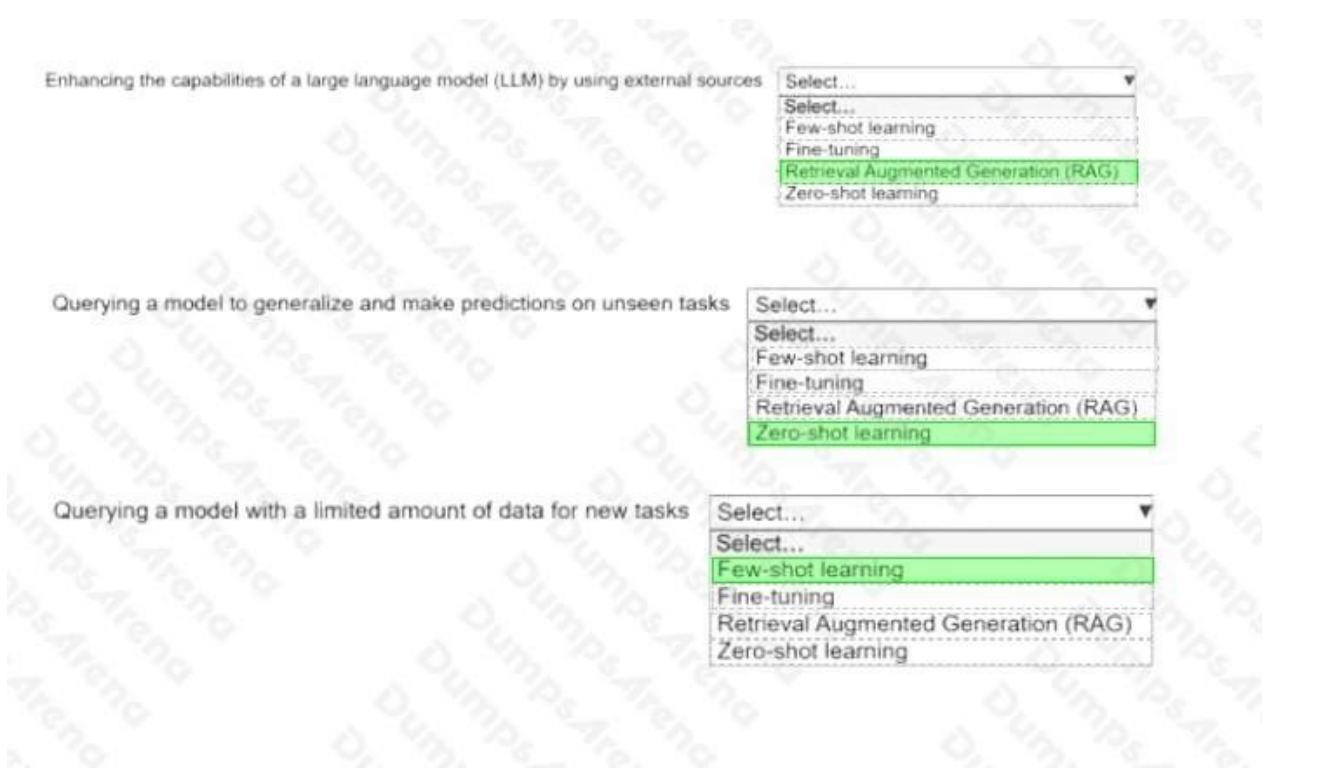 Enhancing the capabilities of a large language model (LLM) by using external sources Select...
Select...
Few-shot learning
Fine-tuning
Retrieval Augmented Generation (RAG)
Zero-shot learning
Querying a model to generalize and make predictions on unseen tasks Select...
Select...
Few-shot learning
Fine-tuning
Retrieval Augmented Generation (RAG)
Zero-shot learning
Querying a model with a limited amount of data for new tasks Select...
Select...
Few-shot learning
Fine-tuning
Retrieval Augmented Generation (RAG)
Zero-shot learning
DumpsArena